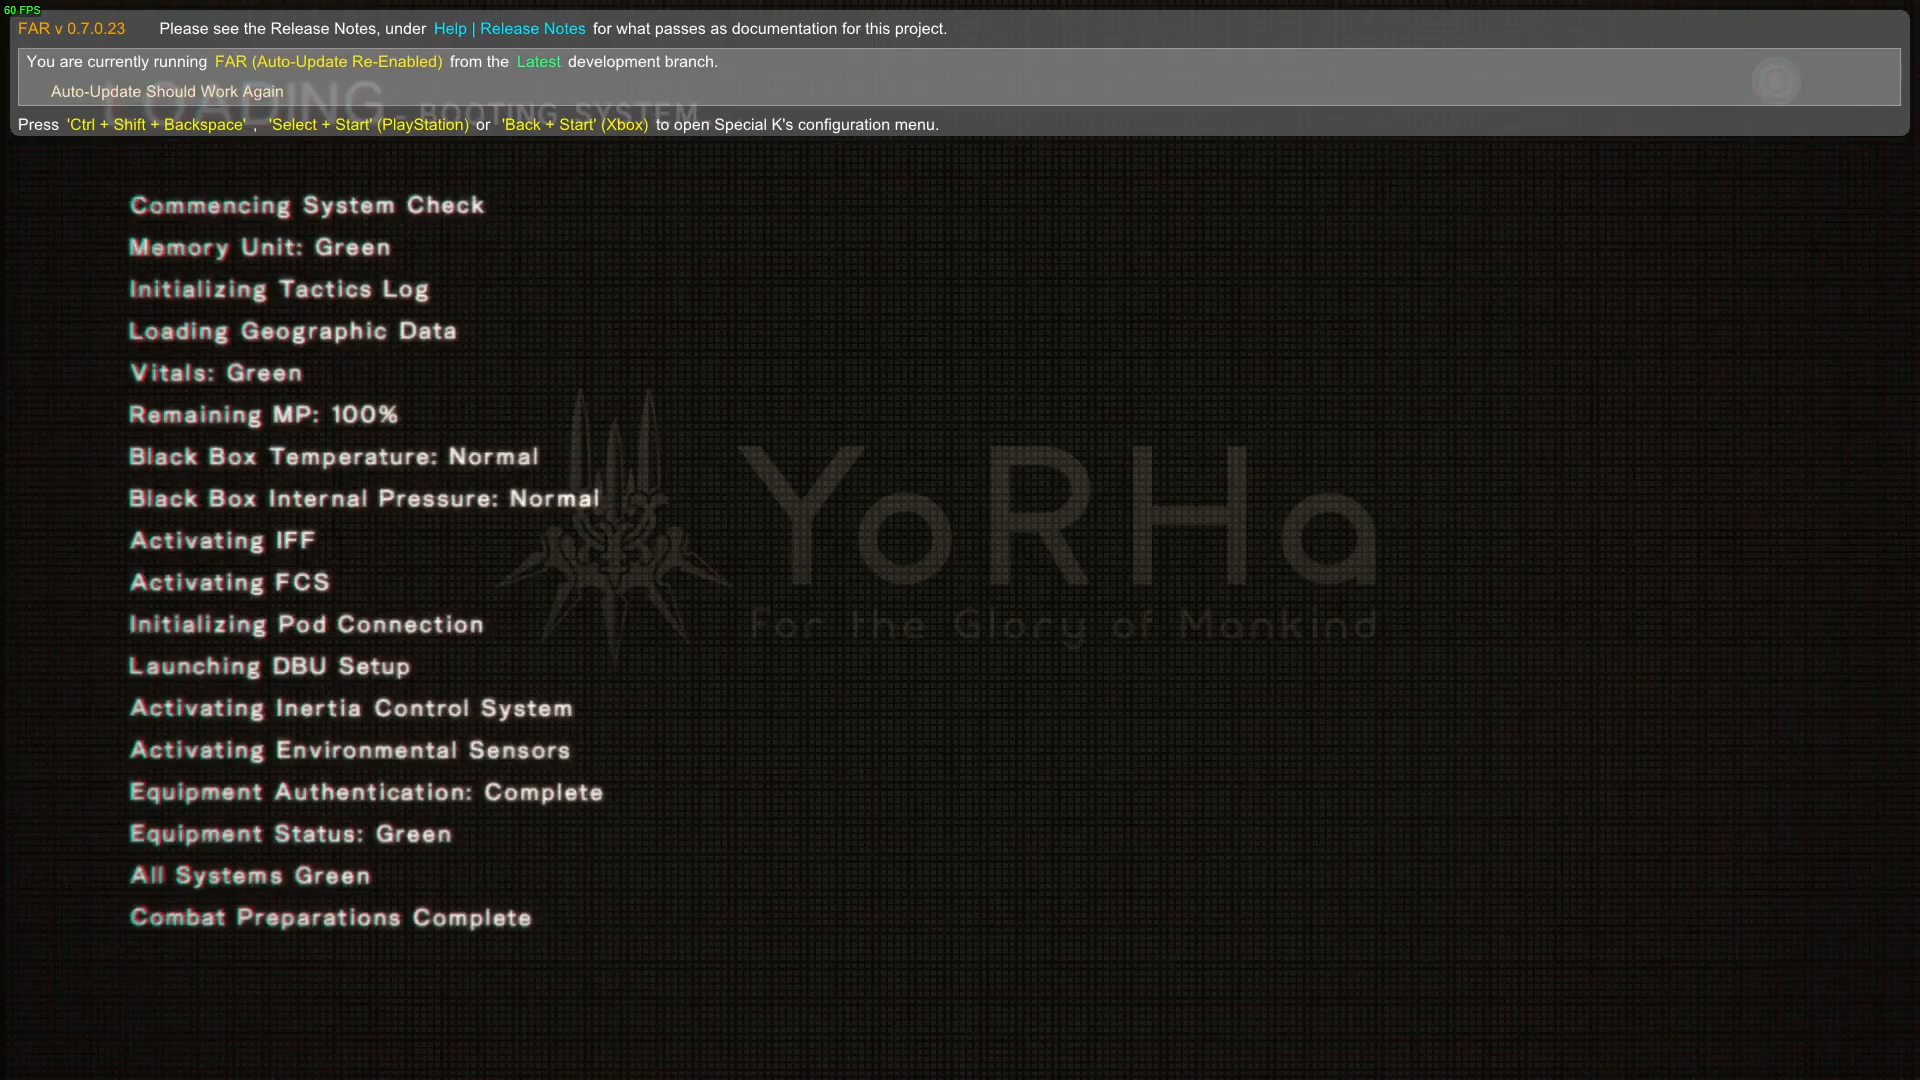 60 FPS
FAR v 0.7.0.23 Please see the Release Notes, under Help | Release Notes for what passes as documentation for this project.
You are currently running FAR (Auto-Update Re-Enabled) from the Latest development branch.
Auto-Update Should Work Again
LOADING - BOOTING SYSTEM...
Press 'Ctrl + Shift + Backspace' , 'Select + Start' (PlayStation) or 'Back + Start' (Xbox) to open Special K's configuration menu.
Commencing System Check
Memory Unit: Green
Initializing Tactics Log
Loading Geographic Data
Vitals: Green
Remaining MP: 100%
Black Box Temperature: Normal
Black Box Internal Pressure: Normal
Activating IFF
Activating FCS
Initializing Pod Connection
Launching DBU Setup
Activating Inertia Control System
Activating Environmental Sensors
Equipment Authentication: Complete
Equipment Status: Green
All Systems Green
Combat Preparations Complete
YoRHa
For the Glory of Mankind